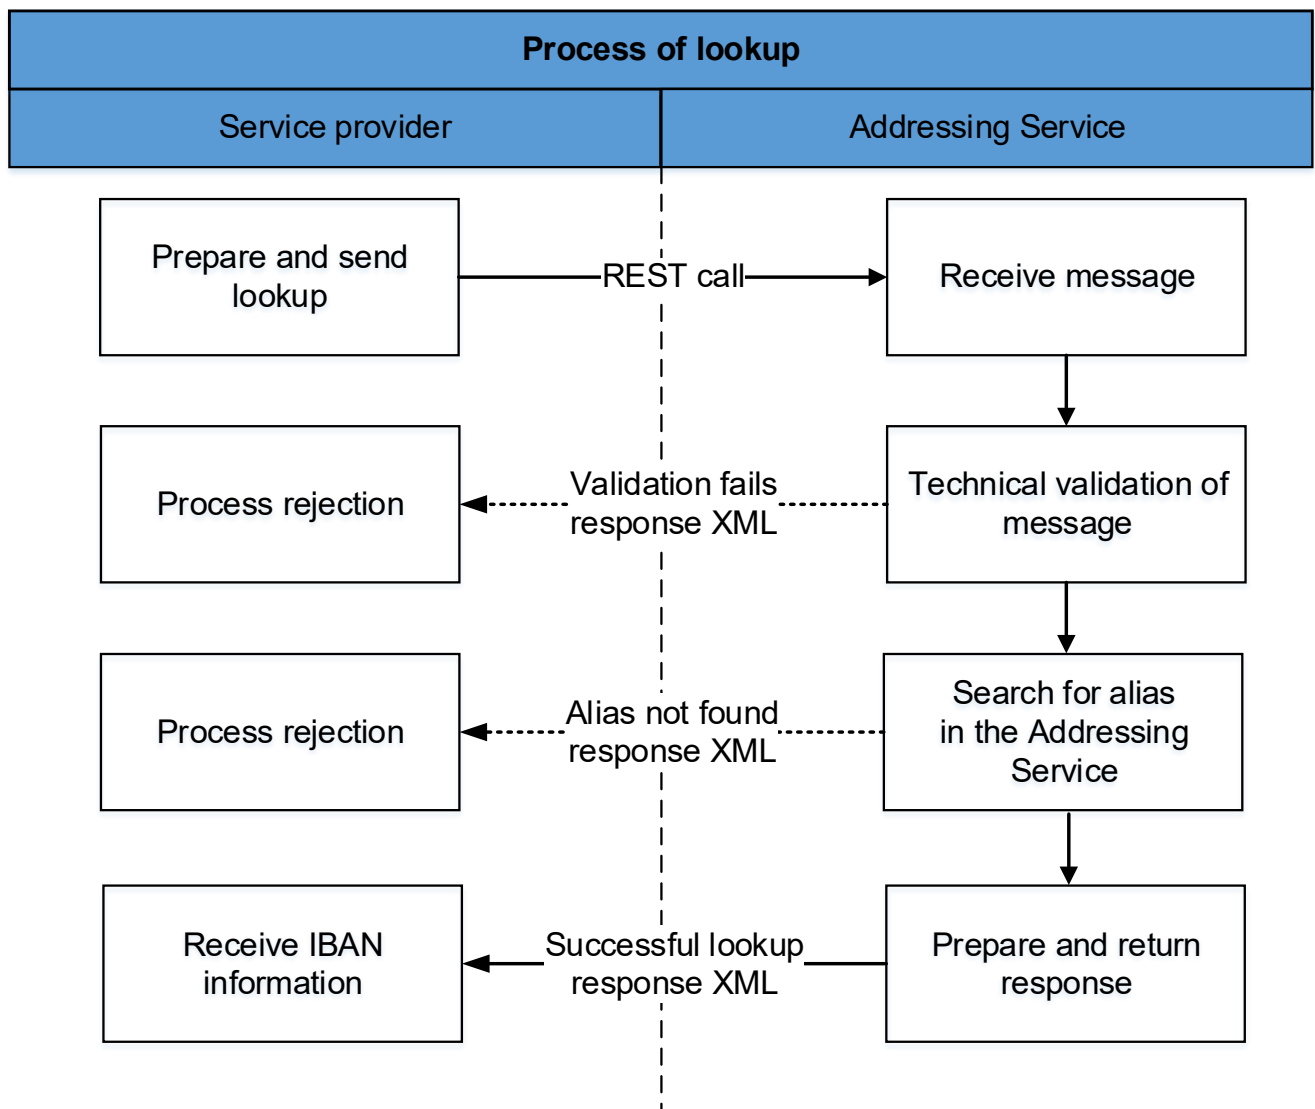 Process of lookup
Service provider
Addressing Service
Prepare and send
lookup
REST call
Receive message
Process rejection
Validation fails
response XML
Technical validation of
message
Process rejection
Alias not found
response XML
Search for alias
in the Addressing
Service
Receive IBAN
information
Successful lookup
response XML
Prepare and return
response